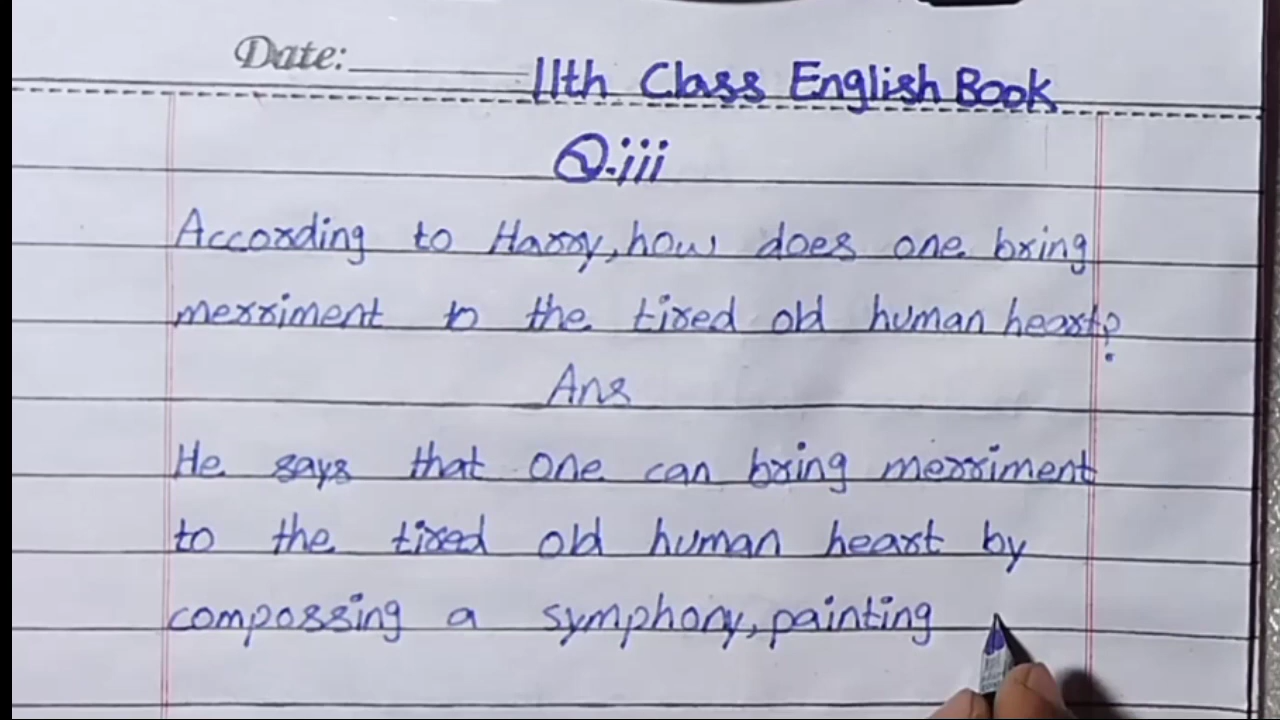 Date:
11th Class English Book
Q.iii
According to Harry, how does one bring
merriment to the tired old human heart?
Ans
He says that one can bring merriment
to the tired old human heart by
compossing a symphony, painting